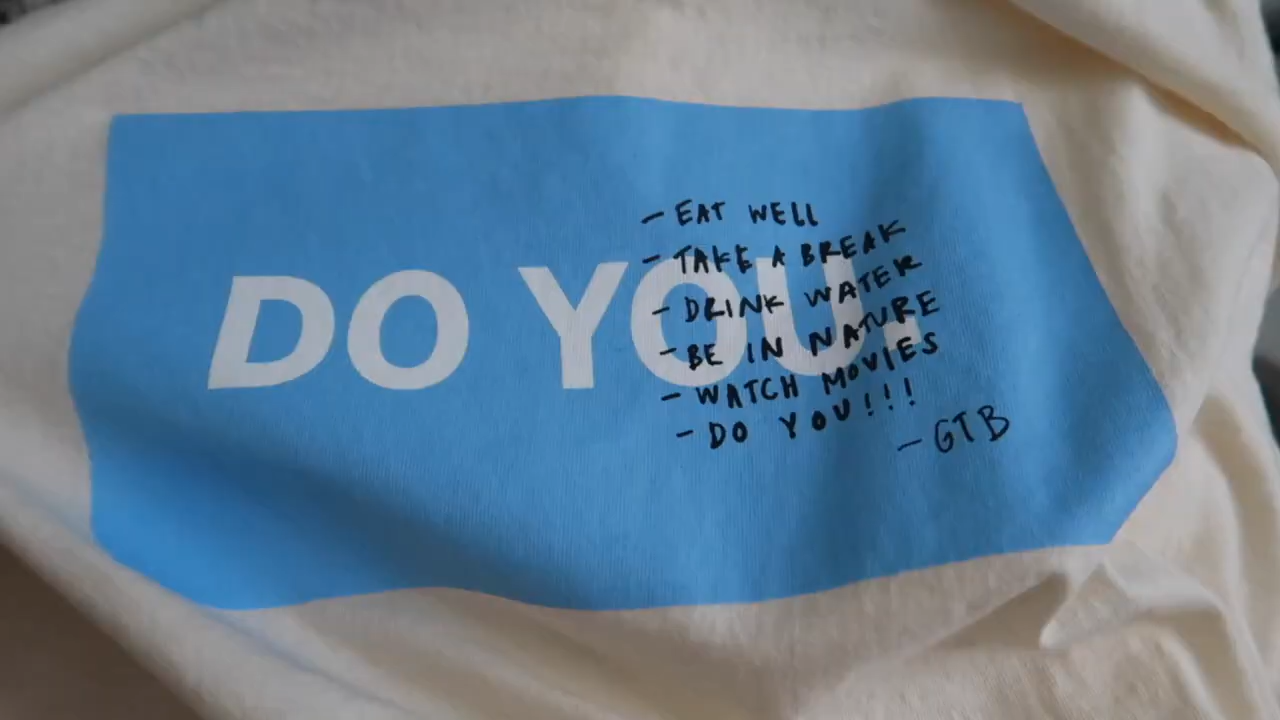 DO YOU.
- EAT WELL
- TAKE A BREAK
- DRINK WATER
- BE IN NATURE
- WATCH MOVIES
- DO YOU!!!
- GTB